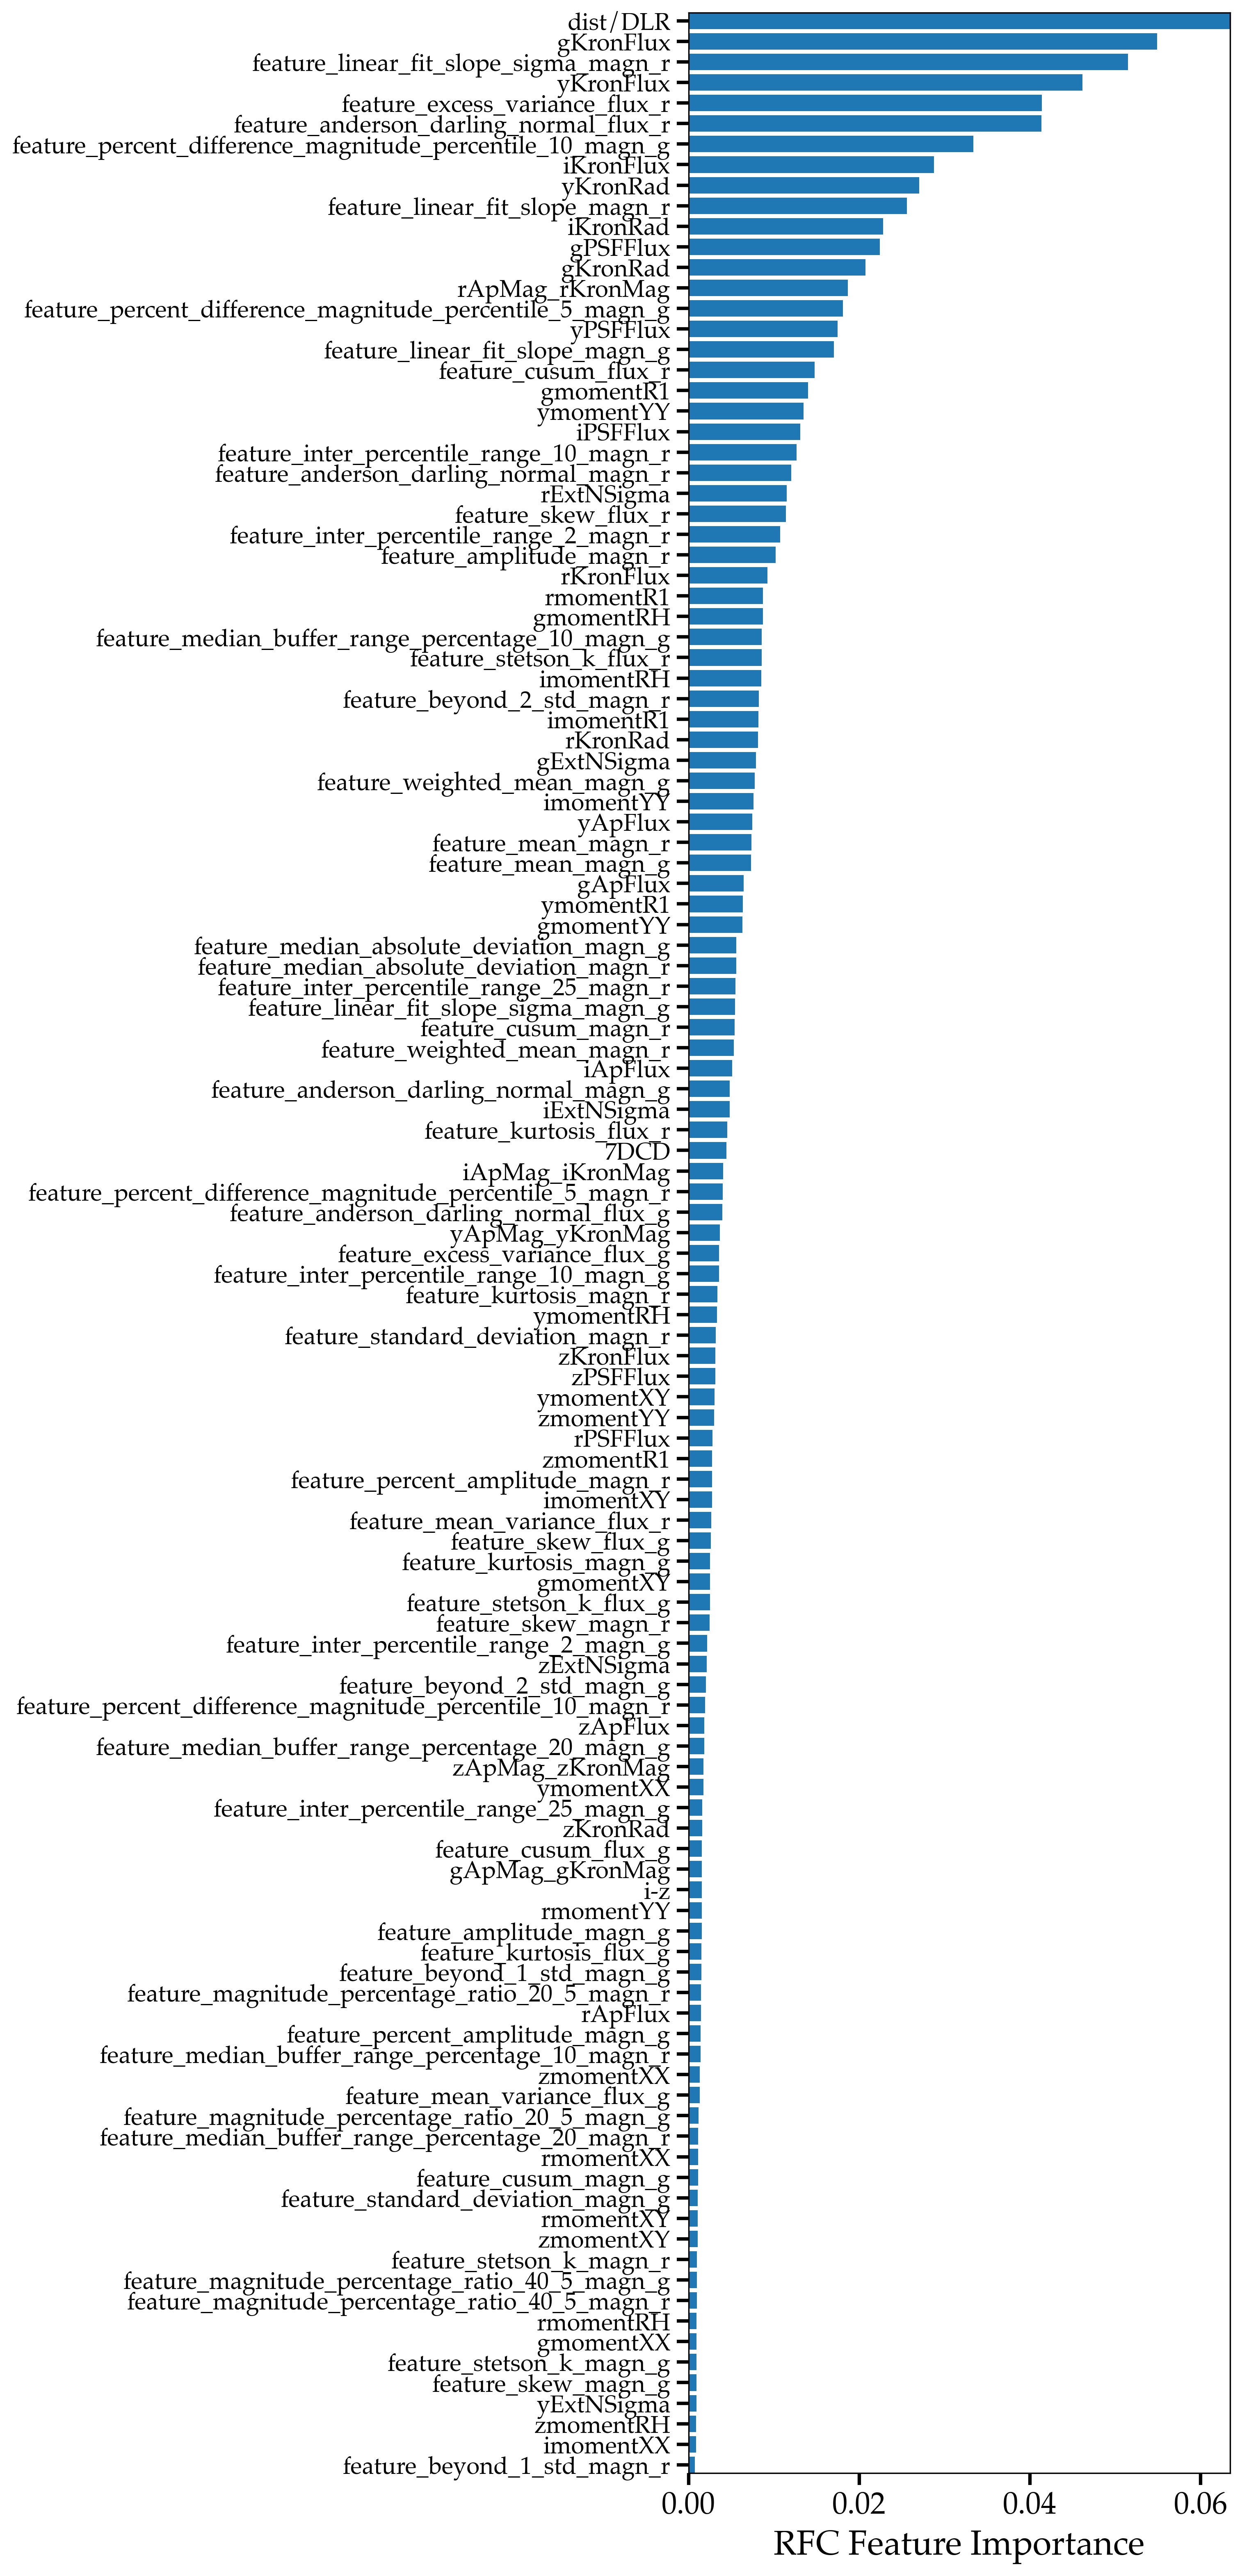 dist/DLR
gKronFlux
feature_linear_fit_slope_sigma_magn_r
yKronFlux
feature_excess_variance_flux_r
feature_anderson_darling_normal_flux_r
feature_percent_difference_magnitude_percentile_10_magn_g
iKronFlux
yKronRad
feature_linear_fit_slope_magn_r
iKronRad
gPSFFlux
gKronRad
rApMag_rKronMag
feature_percent_difference_magnitude_percentile_5_magn_g
yPSFFlux
feature_linear_fit_slope_magn_g
feature_cusum_flux_r
gmomentR1
ymomentYY
iPSFFlux
feature_inter_percentile_range_10_magn_r
feature_anderson_darling_normal_magn_r
rExtNSigma
feature_skew_flux_r
feature_inter_percentile_range_2_magn_r
feature_amplitude_magn_r
rKronFlux
rmomentR1
gmomentRH
feature_median_buffer_range_percentage_10_magn_g
feature_stetson_k_flux_r
imomentRH
feature_beyond_2_std_magn_r
imomentR1
rKronRad
gExtNSigma
feature_weighted_mean_magn_g
imomentYY
yApFlux
feature_mean_magn_r
feature_mean_magn_g
gApFlux
ymomentR1
gmomentYY
feature_median_absolute_deviation_magn_g
feature_median_absolute_deviation_magn_r
feature_inter_percentile_range_25_magn_r
feature_linear_fit_slope_sigma_magn_g
feature_cusum_magn_r
feature_weighted_mean_magn_r
iApFlux
feature_anderson_darling_normal_magn_g
iExtNSigma
feature_kurtosis_flux_r
7DCD
iApMag_iKronMag
feature_percent_difference_magnitude_percentile_5_magn_r
feature_anderson_darling_normal_flux_g
yApMag_yKronMag
feature_excess_variance_flux_g
feature_inter_percentile_range_10_magn_g
feature_kurtosis_magn_r
ymomentRH
feature_standard_deviation_magn_r
zKronFlux
zPSFFlux
ymomentXY
zmomentYY
rPSFFlux
zmomentR1
feature_percent_amplitude_magn_r
imomentXY
feature_mean_variance_flux_r
feature_skew_flux_g
feature_kurtosis_magn_g
gmomentXY
feature_stetson_k_flux_g
feature_skew_magn_r
feature_inter_percentile_range_2_magn_g
zExtNSigma
feature_beyond_2_std_magn_g
feature_percent_difference_magnitude_percentile_10_magn_r
zApFlux
feature_median_buffer_range_percentage_20_magn_g
zApMag_zKronMag
ymomentXX
feature_inter_percentile_range_25_magn_g
zKronRad
feature_cusum_flux_g
gApMag_gKronMag
i-z
rmomentYY
feature_amplitude_magn_g
feature_kurtosis_flux_g
feature_beyond_1_std_magn_g
feature_magnitude_percentage_ratio_20_5_magn_r
rApFlux
feature_percent_amplitude_magn_g
feature_median_buffer_range_percentage_10_magn_r
zmomentXX
feature_mean_variance_flux_g
feature_magnitude_percentage_ratio_20_5_magn_g
feature_median_buffer_range_percentage_20_magn_r
rmomentXX
feature_cusum_magn_g
feature_standard_deviation_magn_g
rmomentXY
zmomentXY
feature_stetson_k_magn_r
feature_magnitude_percentage_ratio_40_5_magn_g
feature_magnitude_percentage_ratio_40_5_magn_r
rmomentRH
gmomentXX
feature_stetson_k_magn_g
feature_skew_magn_g
yExtNSigma
zmomentRH
imomentXX
feature_beyond_1_std_magn_r
0.00 0.02 0.04 0.06
RFC Feature Importance